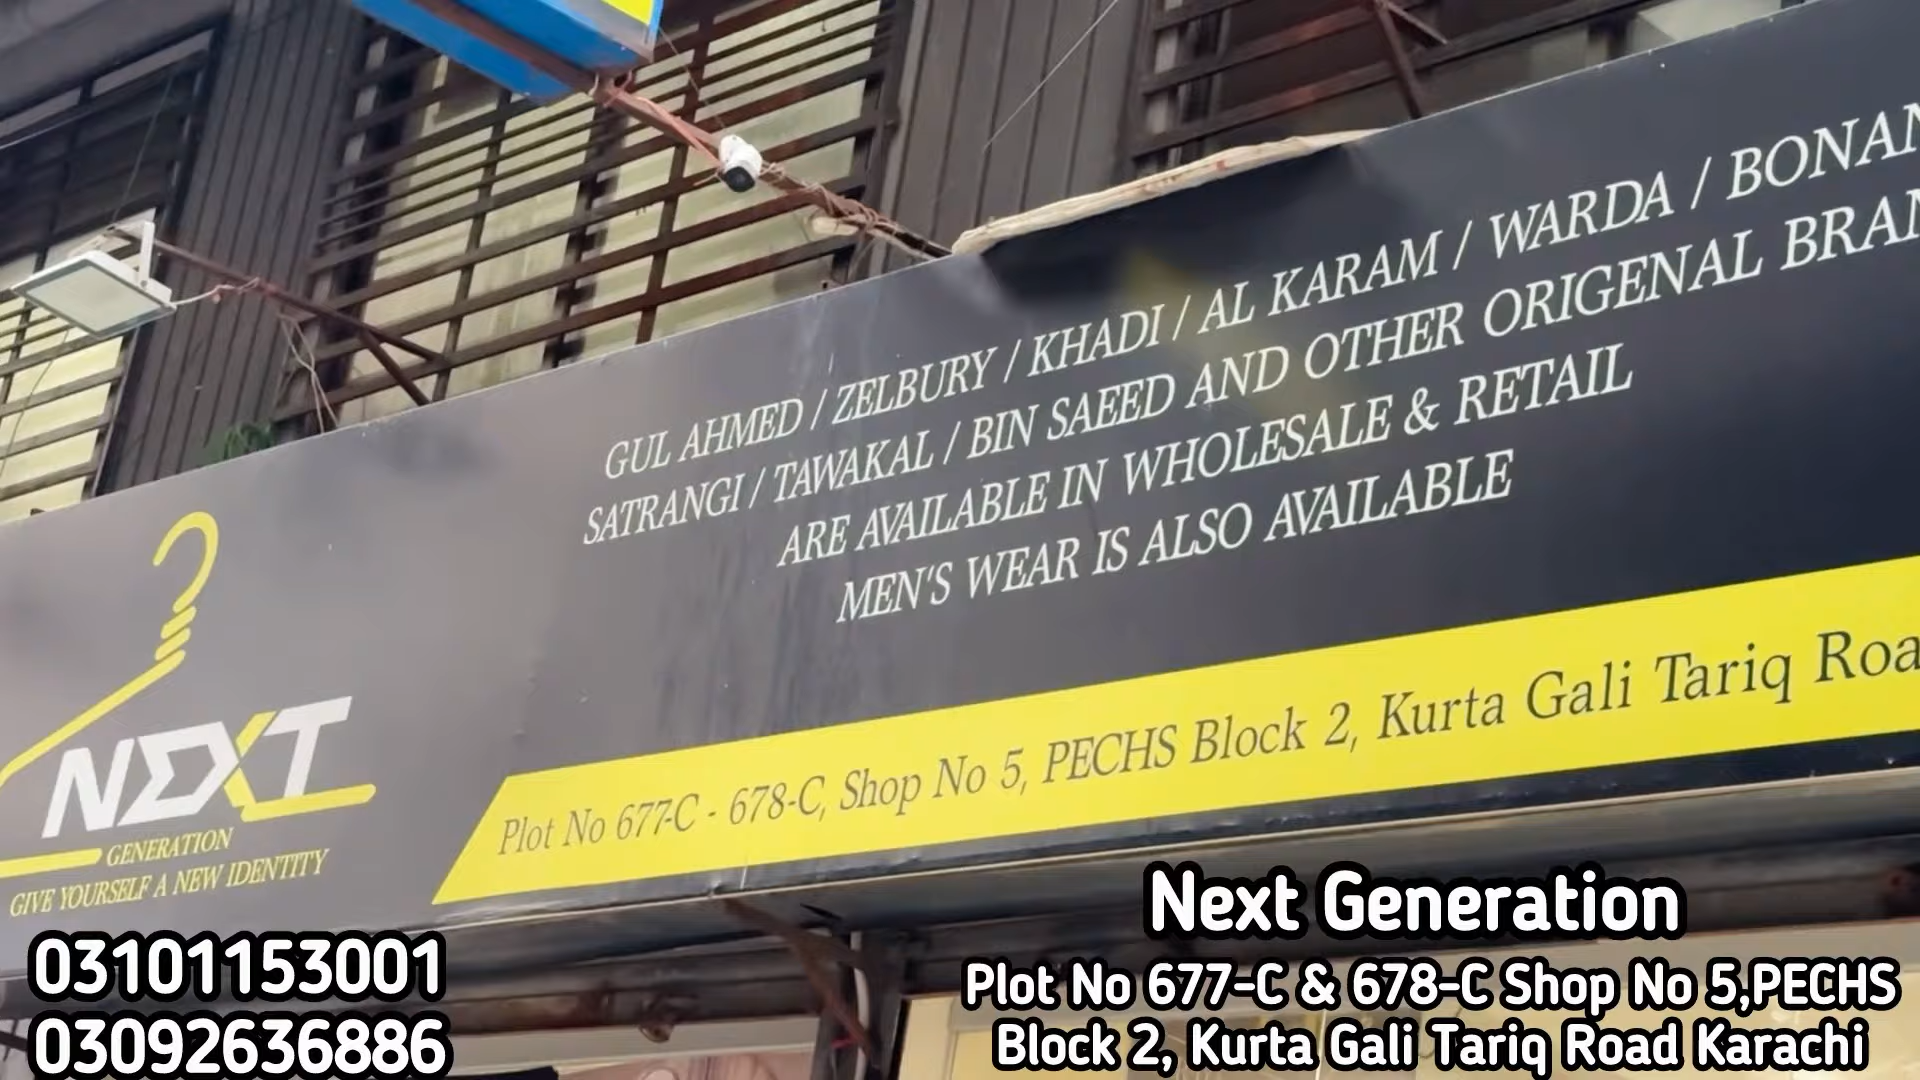 GUL AHMED / ZELBURY / KHADI / AL KARAM / WARDA / BONAN
SATRANGI / TAWAKAL / BIN SAEED AND OTHER ORIGENAL BRAN
ARE AVAILABLE IN WHOLESALE & RETAIL
MEN'S WEAR IS ALSO AVAILABLE
NEXT
GENERATION
GIVE YOURSELF A NEW IDENTITY
Plot No 677-C - 678-C, Shop No 5, PECHS Block 2, Kurta Gali Tariq Roa
03101153001
03092636886
Next Generation
Plot No 677-C & 678-C Shop No 5,PECHS
Block 2, Kurta Gali Tariq Road Karachi